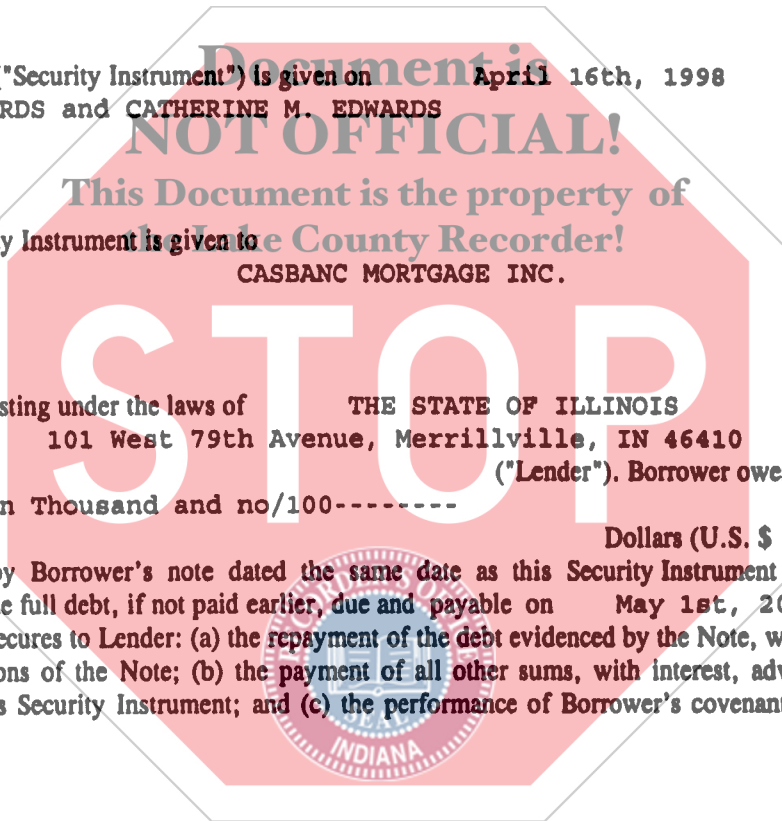 ("Security Instrument") is given on April 16th, 1998
RDS and CATHERINE M. EDWARDS
Document is
NOT OFFICIAL!
This Document is the property of
the Lake County Recorder!
y Instrument is given to
CASBANC MORTGAGE INC.
STOP
sting under the laws of THE STATE OF ILLINOIS
101 West 79th Avenue, Merrillville, IN 46410
("Lender"). Borrower owe
n Thousand and no/100--------
Dollars (U.S. $
by Borrower's note dated the same date as this Security Instrument
e full debt, if not paid earlier, due and payable on May 1st, 20
ecures to Lender: (a) the repayment of the debt evidenced by the Note, w
ons of the Note; (b) the payment of all other sums, with interest, adv
s Security Instrument; and (c) the performance of Borrower's covenant
SEAL
INDIANA